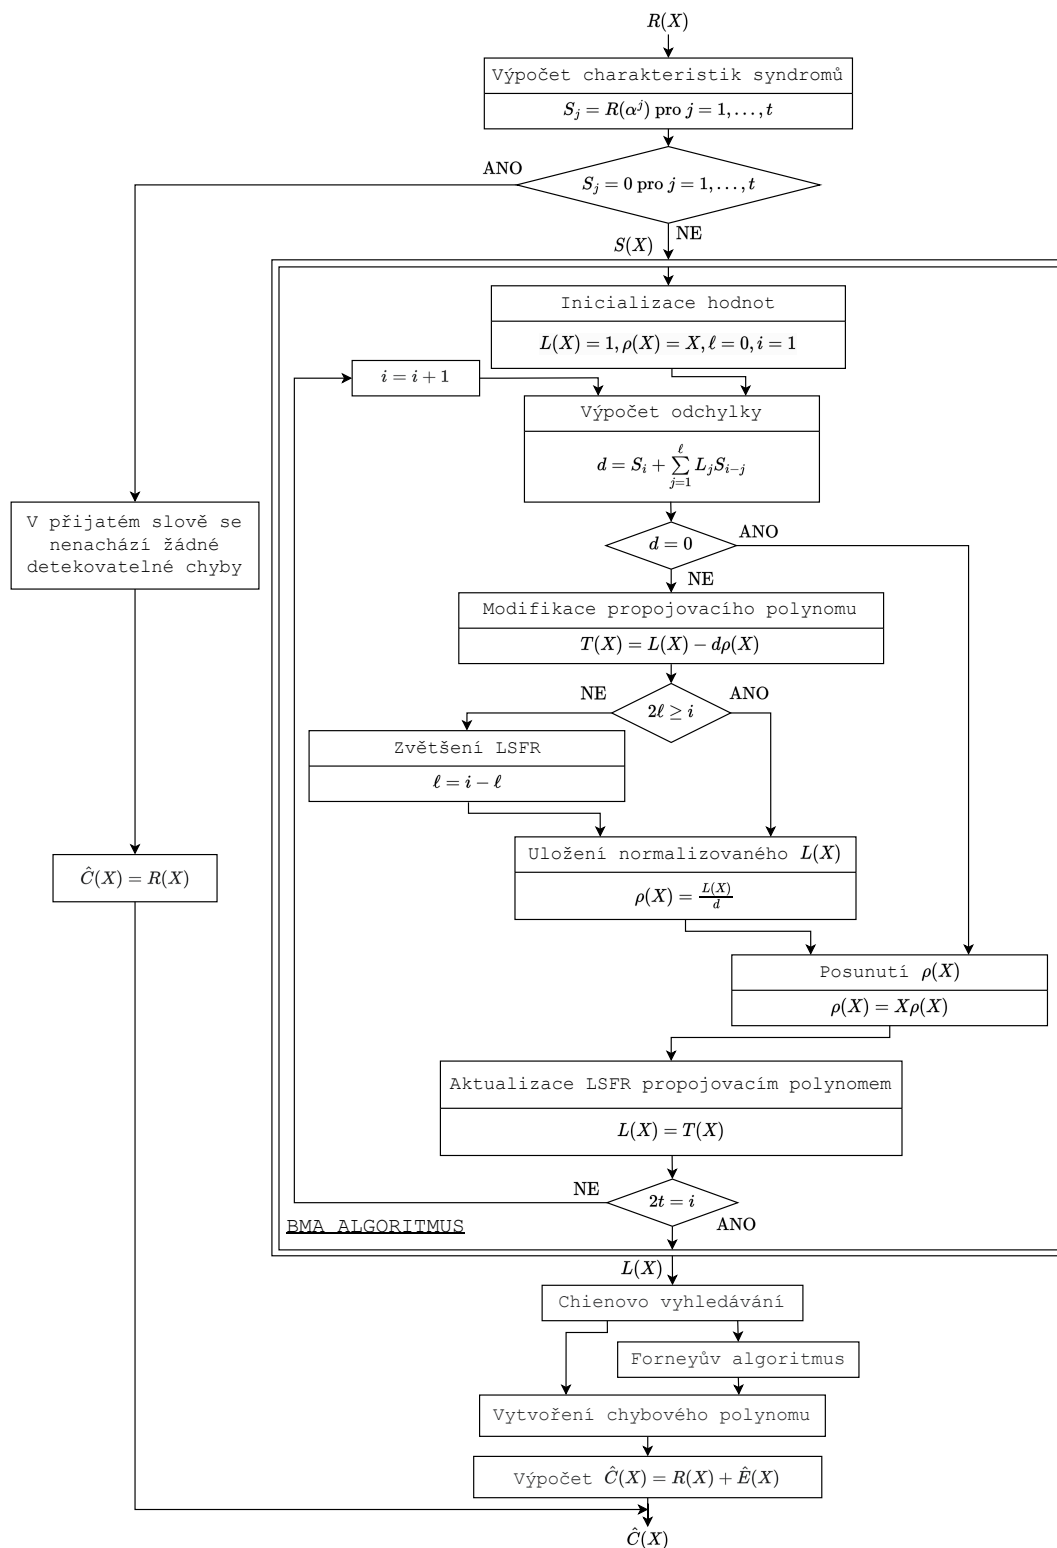 R(X)
Výpočet charakteristik syndromů
S_j = R(α^j) pro j = 1, …, t
ANO
S_j = 0 pro j = 1, …, t
NE
S(X)
Inicializace hodnot
L(X) = 1, ρ(X) = X, ℓ = 0, i = 1
i = i + 1
Výpočet odchylky
d = S_i + ∑_{j=1}^{ℓ} L_j S_{i−j}
V přijatém slově se
nenachází žádné
detekovatelné chyby
d = 0
ANO
NE
Modifikace propojovacího polynomu
T(X) = L(X) − dρ(X)
NE
2ℓ ≥ i
ANO
Zvětšení LSFR
ℓ = i − ℓ
Uložení normalizovaného L(X)
ρ(X) = L(X)/d
Ĉ(X) = R(X)
Posunutí ρ(X)
ρ(X) = Xρ(X)
Aktualizace LSFR propojovacím polynomem
L(X) = T(X)
NE
2t = i
ANO
BMA ALGORITMUS
L(X)
Chienovo vyhledávání
Forneyův algoritmus
Vytvoření chybového polynomu
Výpočet Ĉ(X) = R(X) + Ê(X)
Ĉ(X)